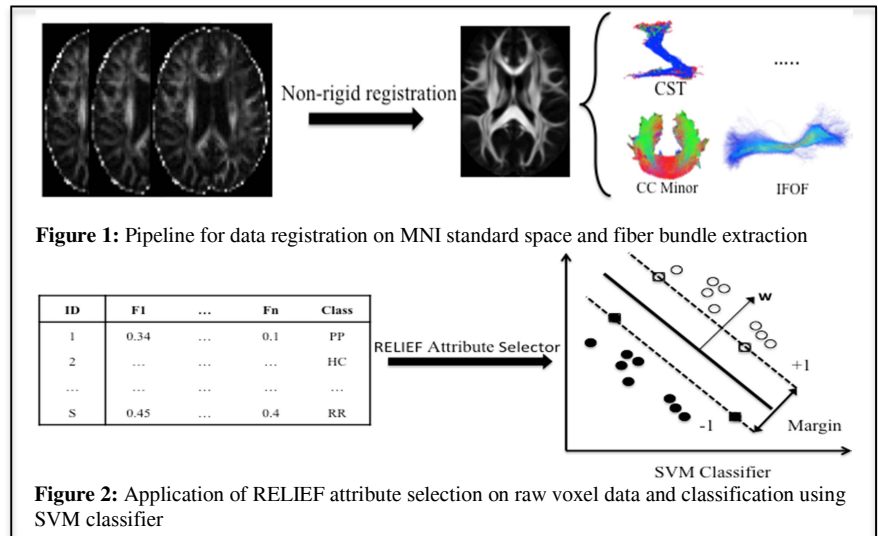 Non-rigid registration
CST
.....
CC Minor
IFOF
Figure 1: Pipeline for data registration on MNI standard space and fiber bundle extraction
ID F1 ... Fn Class
1 0.34 ... 0.1 PP
2 ... ... ... HC
... ... ... ... ...
S 0.45 ... 0.4 RR
RELIEF Attribute Selector
w
+1
-1
Margin
SVM Classifier
Figure 2: Application of RELIEF attribute selection on raw voxel data and classification using
SVM classifier